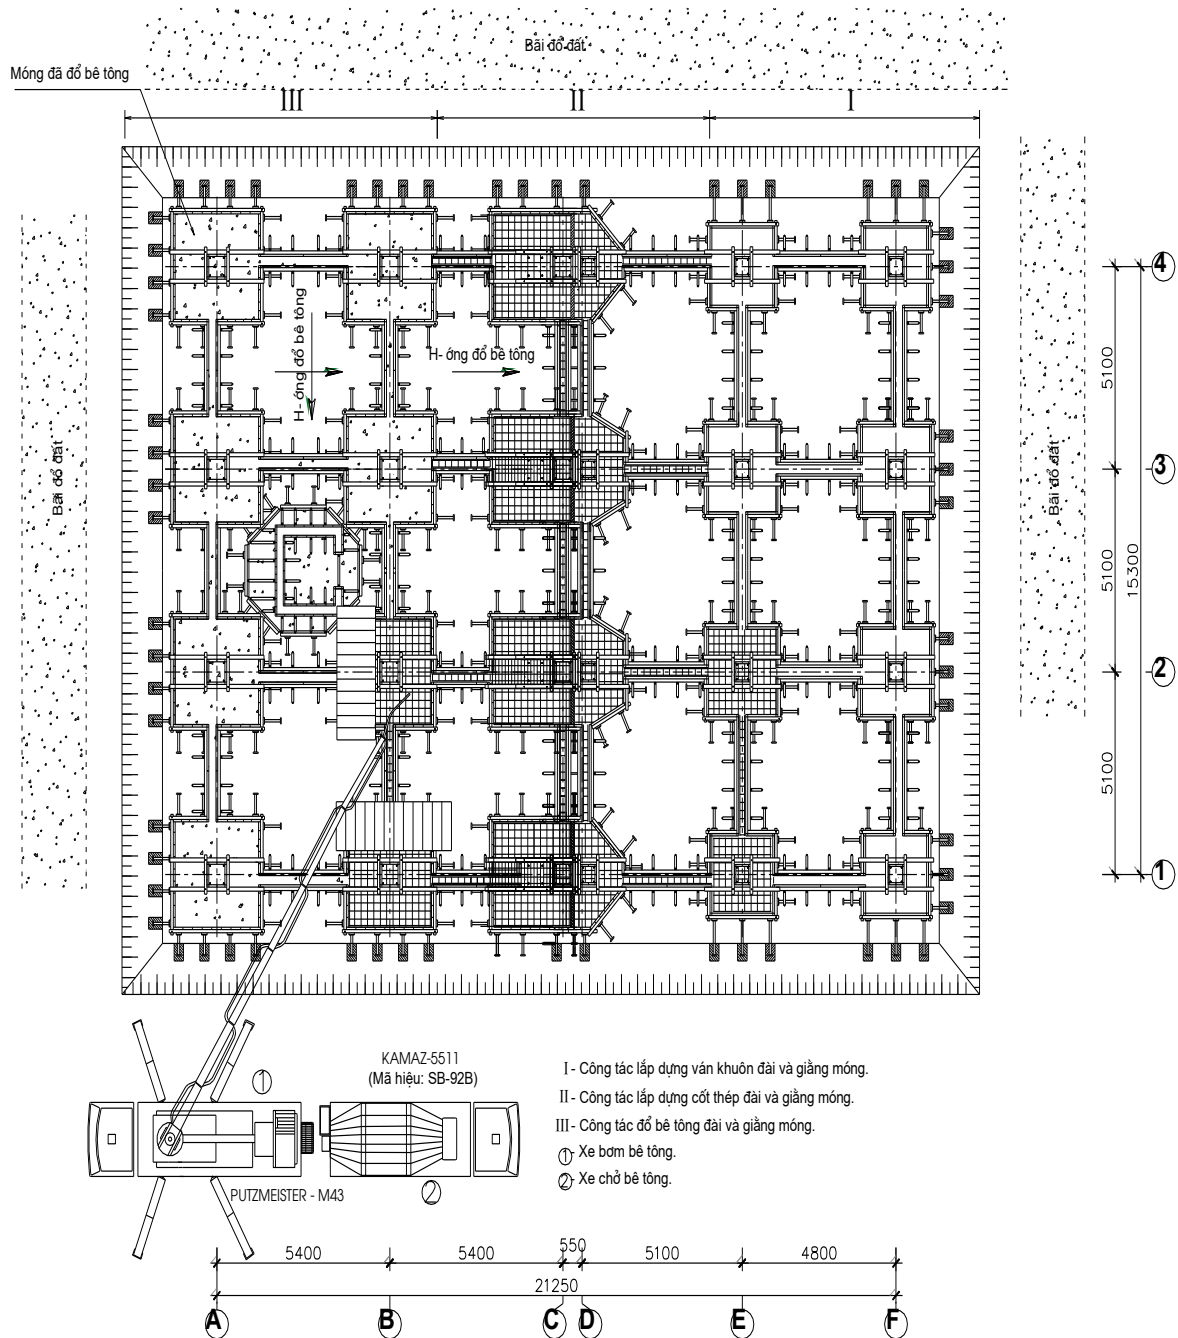 Bãi đổ đất
Móng đã đổ bê tông
III
II
I
4
H- ớng đổ bê tông
H- ớng đổ bê tông
5100
3
Bãi đổ đất
Bãi đổ đất
5100
15300
2
5100
1
KAMAZ-5511
(Mã hiệu: SB-92B)
1
I - Công tác lắp dựng ván khuôn đài và giằng móng.
II - Công tác lắp dựng cốt thép đài và giằng móng.
III- Công tác đổ bê tông đài và giằng móng.
1- Xe bơm bê tông.
2- Xe chở bê tông.
PUTZMEISTER - M43
2
5400
5400
550
5100
4800
21250
A
B
C
D
E
F